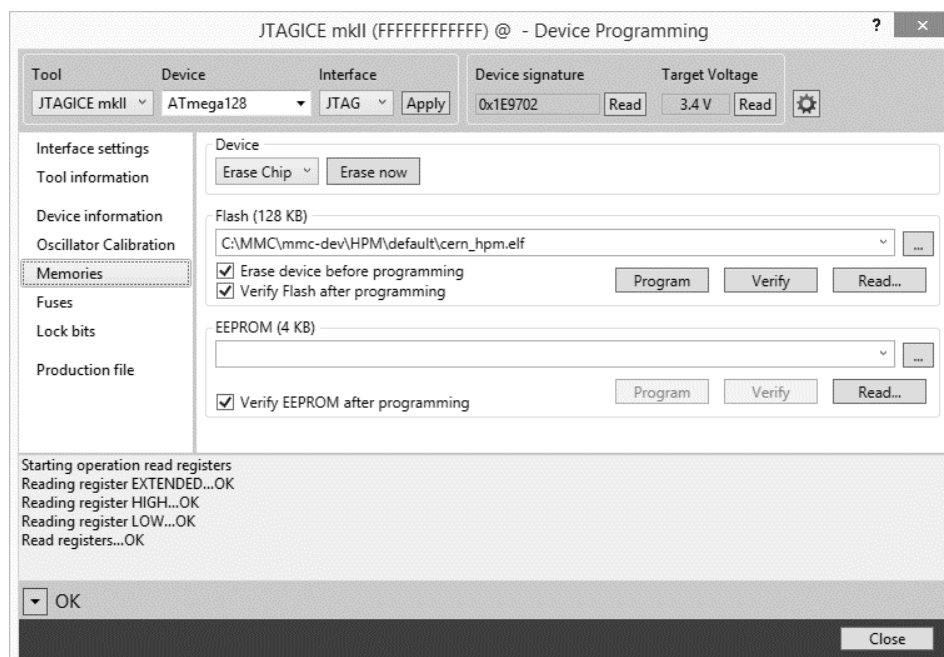 JTAGICE mkII (FFFFFFFFFFFF) @  - Device Programming
? ×
Tool Device Interface Device signature Target Voltage
JTAGICE mkII ATmega128 JTAG Apply 0x1E9702 Read 3.4 V Read
Interface settings
Tool information
Device information
Oscillator Calibration
Memories
Fuses
Lock bits
Production file
Device
Erase Chip Erase now
Flash (128 KB)
C:\MMC\mmc-dev\HPM\default\cern_hpm.elf ...
Erase device before programming
Verify Flash after programming
Program Verify Read...
EEPROM (4 KB)
...
Program Verify Read...
Verify EEPROM after programming
Starting operation read registers
Reading register EXTENDED...OK
Reading register HIGH...OK
Reading register LOW...OK
Read registers...OK
OK
Close